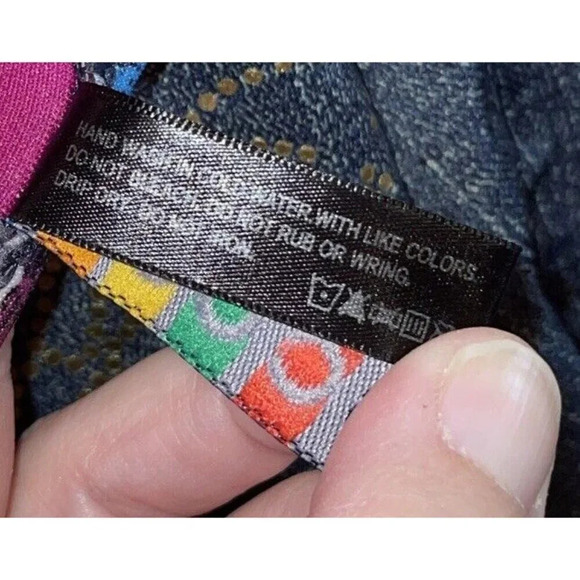 HAND WASH IN COLD WATER WITH LIKE COLORS.
DO NOT BLEACH. DO NOT RUB OR WRING.
DRIP DRY. DO NOT IRON.